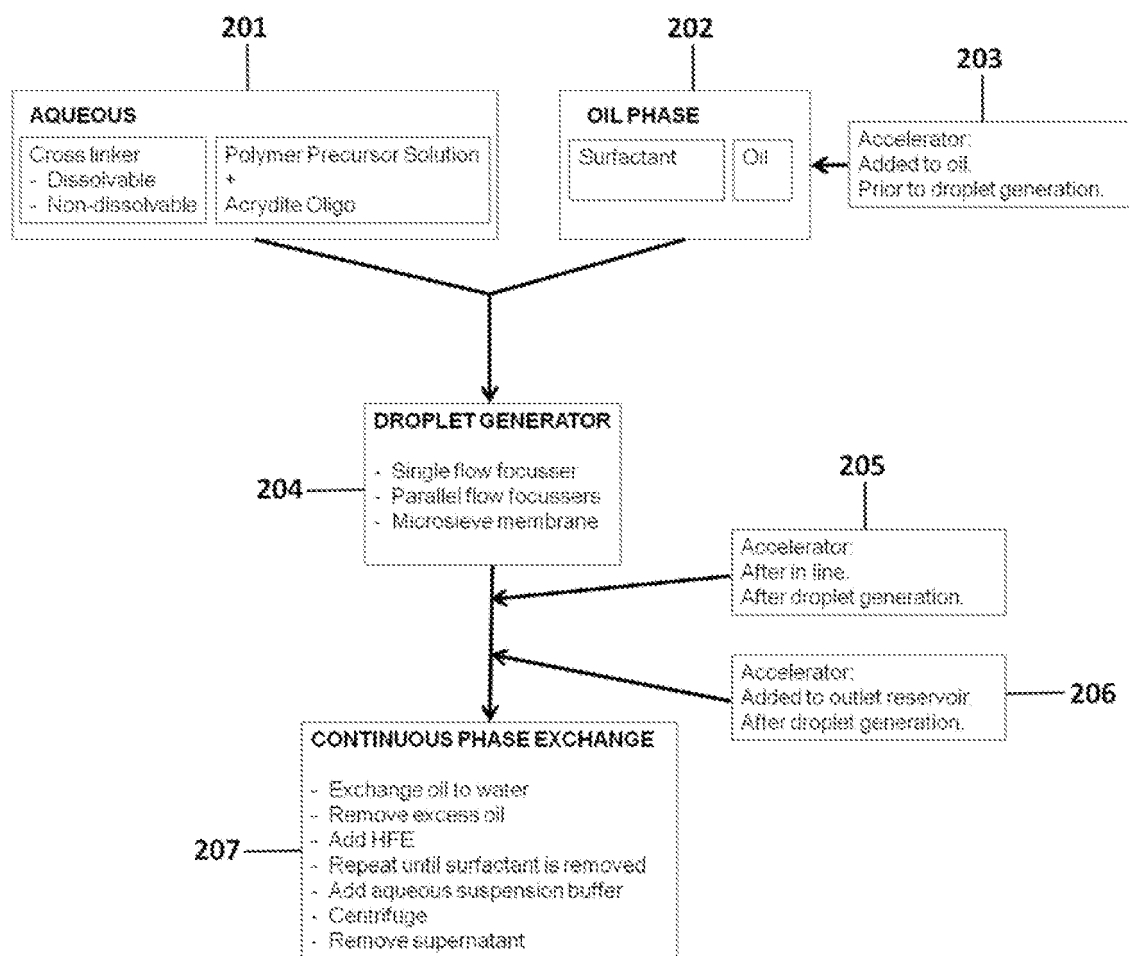 201
202
203
AQUEOUS
Cross linker
- Dissolvable
- Non-dissolvable
Polymer Precursor Solution
+
Acrydite Oligo
OIL PHASE
Surfactant
Oil
Accelerator:
Added to oil.
Prior to droplet generation.
DROPLET GENERATOR
- Single flow focusser
- Parallel flow focussers
- Microsieve membrane
204
205
Accelerator:
After in line.
After droplet generation.
Accelerator:
Added to outlet reservoir.
After droplet generation.
206
CONTINUOUS PHASE EXCHANGE
- Exchange oil to water
- Remove excess oil
- Add HFE
- Repeat until surfactant is removed
- Add aqueous suspension buffer
- Centrifuge
- Remove supernatant
207